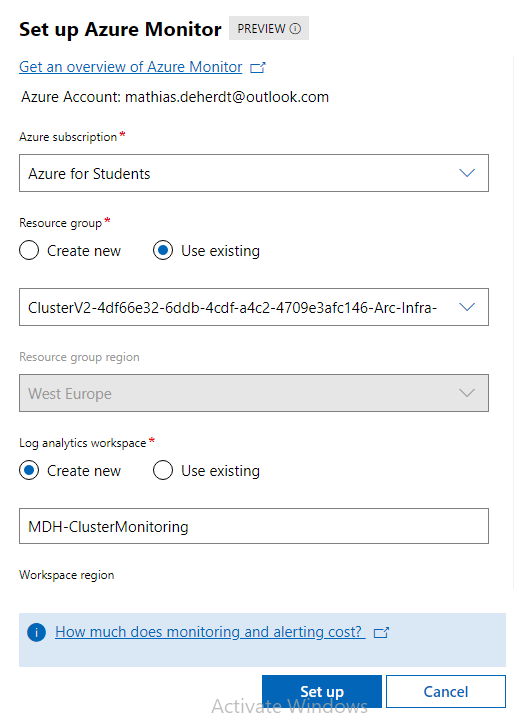 Set up Azure Monitor PREVIEW
Get an overview of Azure Monitor
Azure Account: mathias.deherdt@outlook.com
Azure subscription*
Azure for Students
Resource group*
Create new Use existing
ClusterV2-4df66e32-6ddb-4cdf-a4c2-4709e3afc146-Arc-Infra-
Resource group region
West Europe
Log analytics workspace*
Create new Use existing
MDH-ClusterMonitoring
Workspace region
How much does monitoring and alerting cost?
Set up Cancel
Activate Windows